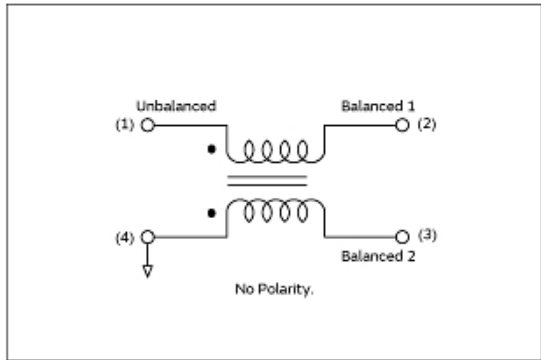 Unbalanced
Balanced 1
(1)
(2)
(4)
(3)
Balanced 2
No Polarity.